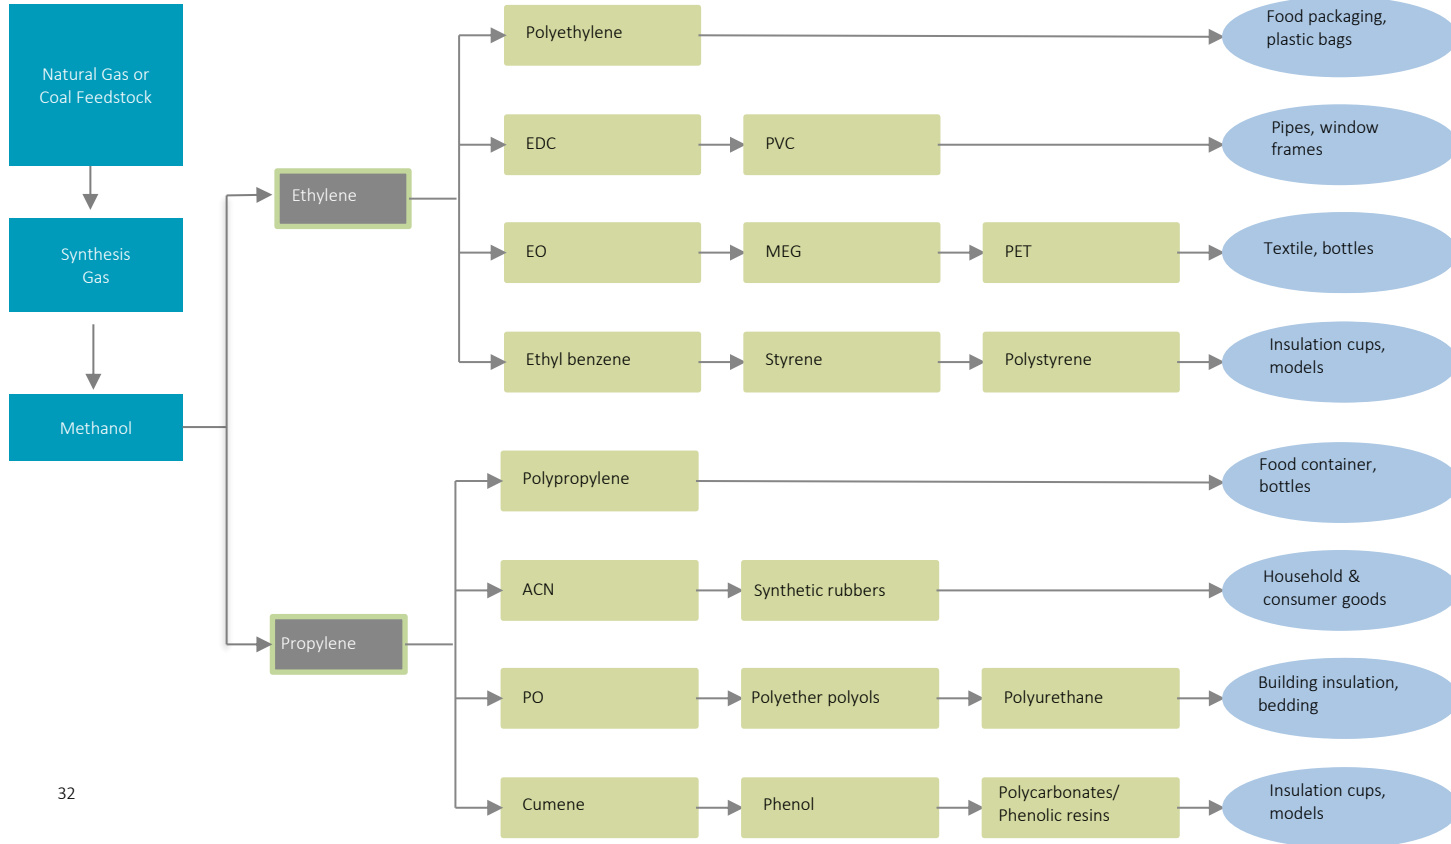 Natural Gas or
Coal Feedstock
Synthesis
Gas
Methanol
Ethylene
Propylene
Polyethylene
Food packaging,
plastic bags
EDC
PVC
Pipes, window
frames
EO
MEG
PET
Textile, bottles
Ethyl benzene
Styrene
Polystyrene
Insulation cups,
models
Polypropylene
Food container,
bottles
ACN
Synthetic rubbers
Household &
consumer goods
PO
Polyether polyols
Polyurethane
Building insulation,
bedding
Cumene
Phenol
Polycarbonates/
Phenolic resins
Insulation cups,
models
32